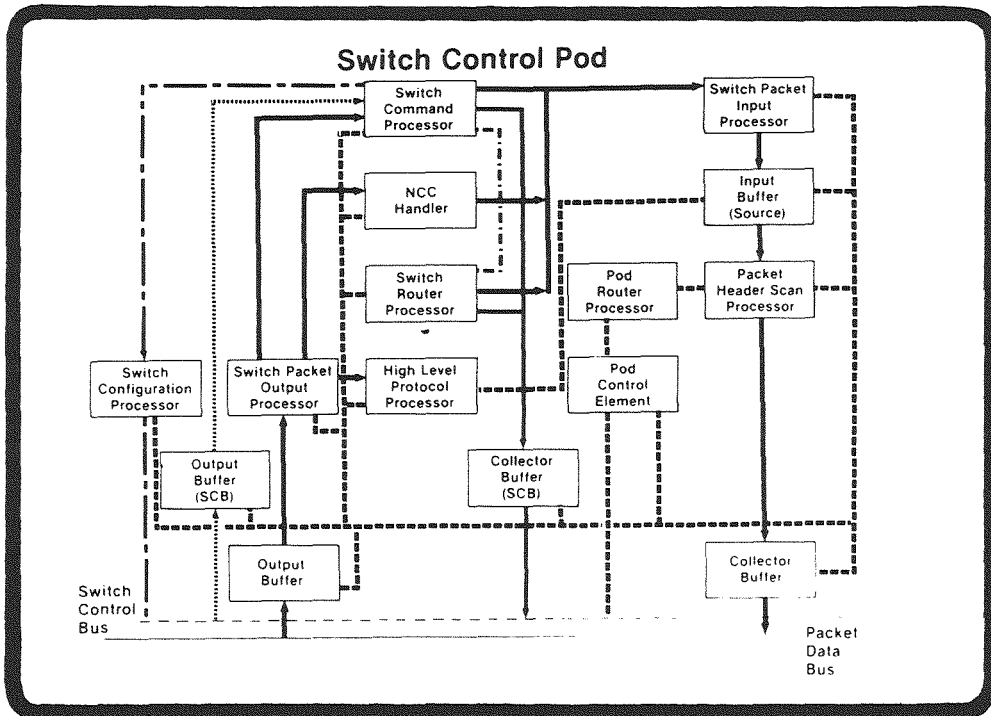 Switch Control Pod
Switch
Command
Processor
Switch Packet
Input
Processor
NCC
Handler
Input
Buffer
(Source)
Switch
Router
Processor
Pod
Router
Processor
Packet
Header Scan
Processor
Switch
Configuration
Processor
Switch Packet
Output
Processor
High Level
Protocol
Processor
Pod
Control
Element
Output
Buffer
(SCB)
Collector
Buffer
(SCB)
Output
Buffer
Collector
Buffer
Switch
Control
Bus
Packet
Data
Bus